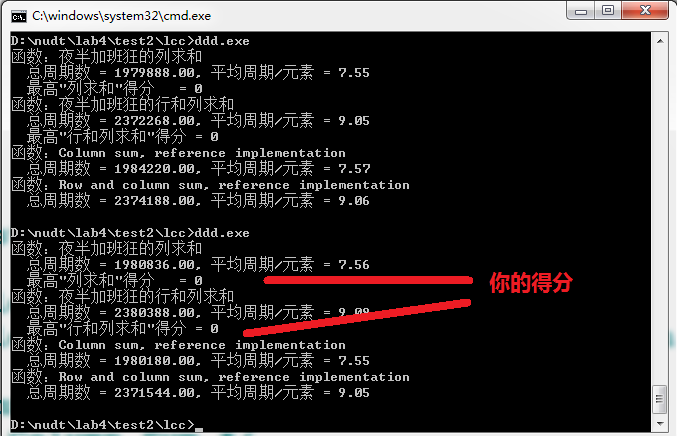 C:\windows\system32\cmd.exe
D:\nudt\lab4\test2\lcc>ddd.exe
函数：夜半加班狂的列求和
总周期数 = 1979888.00, 平均周期/元素 = 7.55
最高"列求和"得分 = 0
函数：夜半加班狂的行和列求和
总周期数 = 2372268.00, 平均周期/元素 = 9.05
最高"行和列求和"得分 = 0
函数：Column sum, reference implementation
总周期数 = 1984220.00, 平均周期/元素 = 7.57
函数：Row and column sum, reference implementation
总周期数 = 2374188.00, 平均周期/元素 = 9.06
D:\nudt\lab4\test2\lcc>ddd.exe
函数：夜半加班狂的列求和
总周期数 = 1980836.00, 平均周期/元素 = 7.56
最高"列求和"得分 = 0
你的得分
函数：夜半加班狂的行和列求和
总周期数 = 2380388.00, 平均周期/元素 = 9.08
最高"行和列求和"得分 = 0
函数：Column sum, reference implementation
总周期数 = 1980180.00, 平均周期/元素 = 7.55
函数：Row and column sum, reference implementation
总周期数 = 2371544.00, 平均周期/元素 = 9.05
D:\nudt\lab4\test2\lcc>